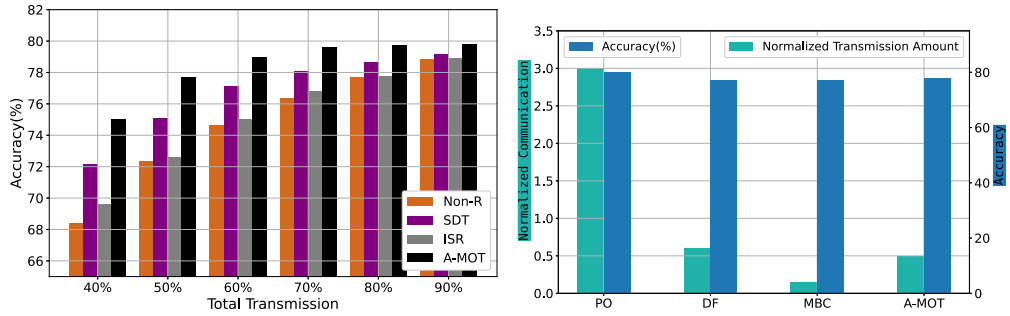 82
80
78
76
74
72
70
68
66
Accuracy(%)
40% 50% 60% 70% 80% 90%
Total Transmission
Non-R
SDT
ISR
A-MOT
3.5
3.0
2.5
2.0
1.5
1.0
0.5
0.0
Normalized Communication
Accuracy(%)
Normalized Transmission Amount
80
60
40
20
0
Accuracy
PO DF MBC A-MOT